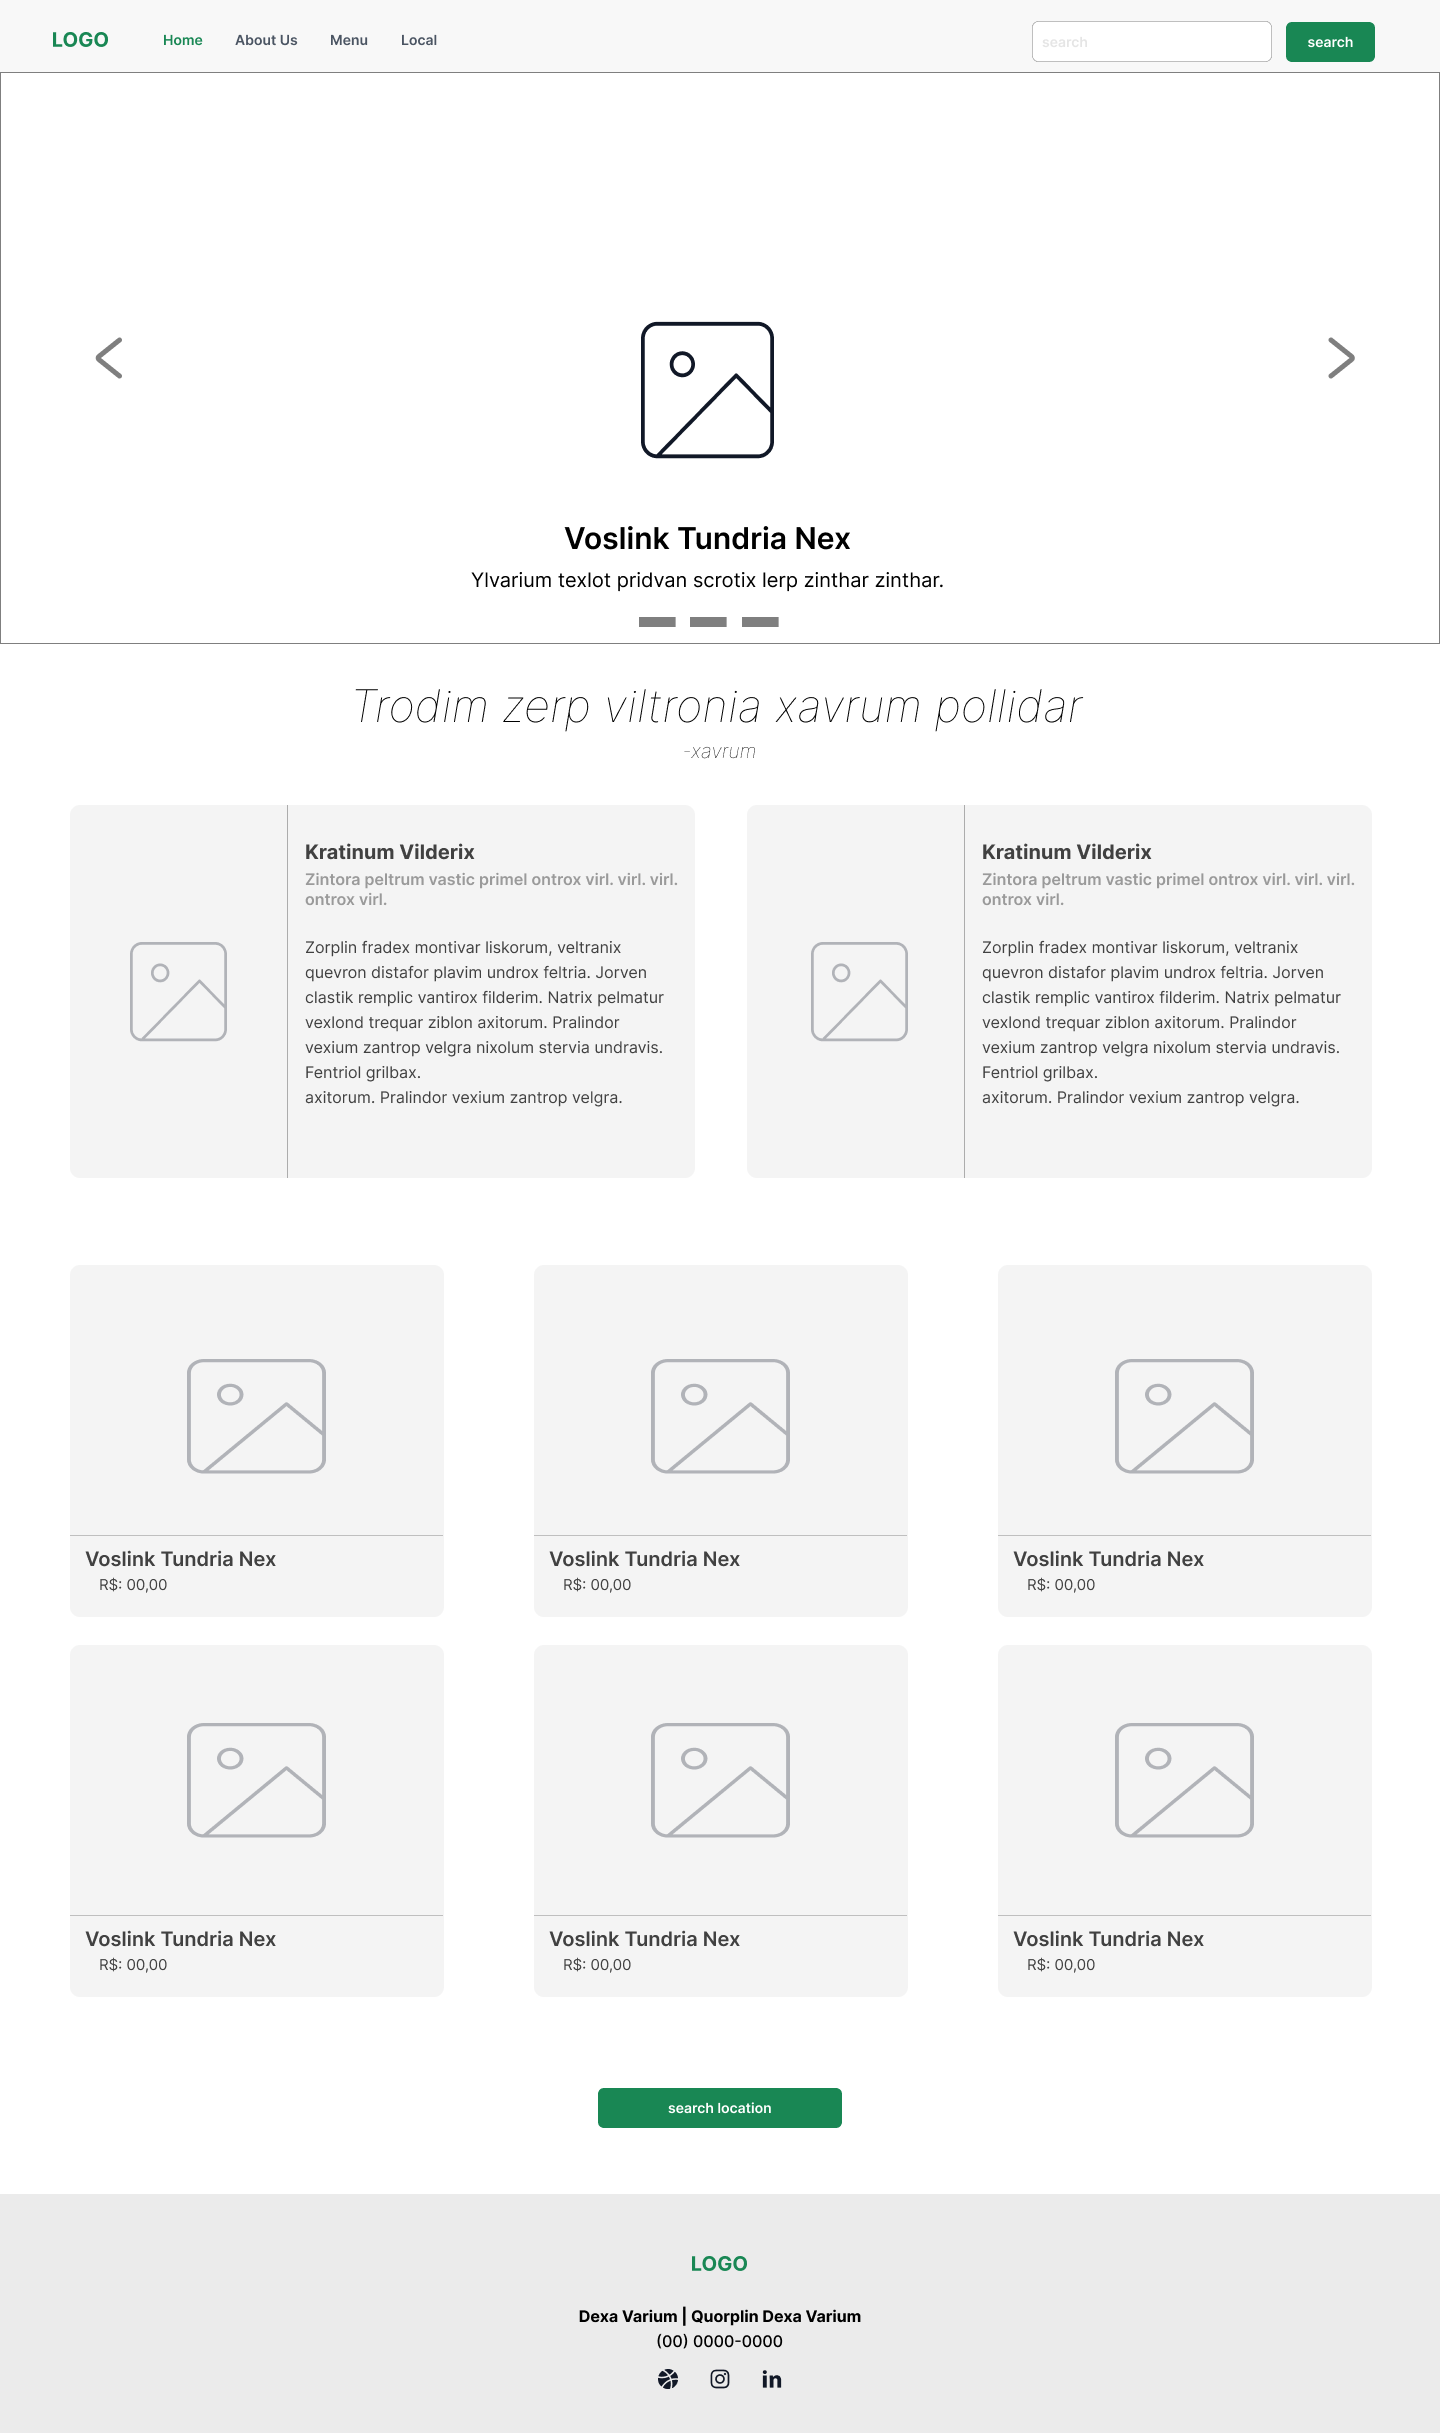 LOGO
Home
About Us
Menu
Local
search
search
Voslink Tundria Nex
Ylvarium texlot pridvan scrotix lerp zinthar zinthar.
Trodim zerp viltronia xavrum pollidar
-xavrum
Kratinum Vilderix
Zintora peltrum vastic primel ontrox virl. virl. virl.
ontrox virl.
Zorplin fradex montivar liskorum, veltranix
quevron distafor plavim undrox feltria. Jorven
clastik remplic vantirox filderim. Natrix pelmatur
vexlond trequar ziblon axitorum. Pralindor
vexium zantrop velgra nixolum stervia undravis.
Fentriol grilbax.
axitorum. Pralindor vexium zantrop velgra.
Kratinum Vilderix
Zintora peltrum vastic primel ontrox virl. virl. virl.
ontrox virl.
Zorplin fradex montivar liskorum, veltranix
quevron distafor plavim undrox feltria. Jorven
clastik remplic vantirox filderim. Natrix pelmatur
vexlond trequar ziblon axitorum. Pralindor
vexium zantrop velgra nixolum stervia undravis.
Fentriol grilbax.
axitorum. Pralindor vexium zantrop velgra.
Voslink Tundria Nex
R$: 00,00
Voslink Tundria Nex
R$: 00,00
Voslink Tundria Nex
R$: 00,00
Voslink Tundria Nex
R$: 00,00
Voslink Tundria Nex
R$: 00,00
Voslink Tundria Nex
R$: 00,00
search location
LOGO
Dexa Varium | Quorplin Dexa Varium
(00) 0000-0000